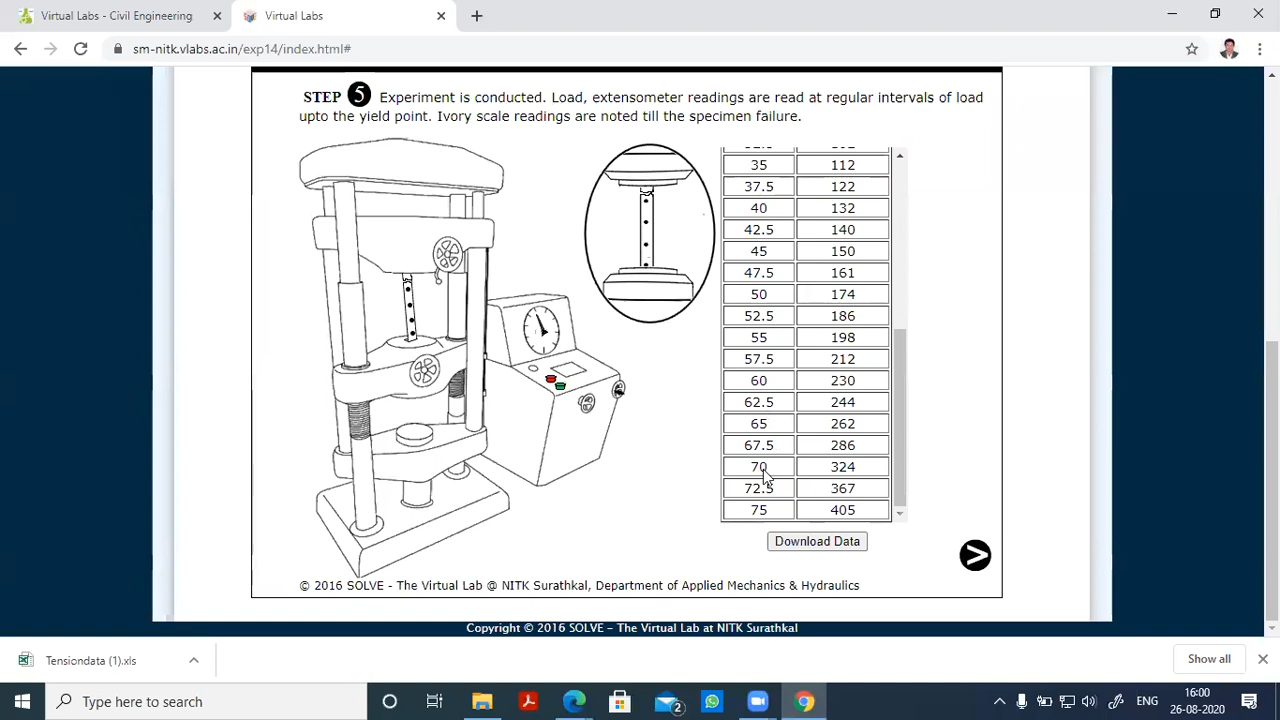 Virtual Labs - Civil Engineering
Virtual Labs
sm-nitk.vlabs.ac.in/exp14/index.html#
STEP 5 Experiment is conducted. Load, extensometer readings are read at regular intervals of load
upto the yield point. Ivory scale readings are noted till the specimen failure.
35 112
37.5 122
40 132
42.5 140
45 150
47.5 161
50 174
52.5 186
55 198
57.5 212
60 230
62.5 244
65 262
67.5 286
70 324
72.5 367
75 405
Download Data
© 2016 SOLVE - The Virtual Lab @ NITK Surathkal, Department of Applied Mechanics & Hydraulics
Copyright © 2016 SOLVE - The Virtual Lab at NITK Surathkal
Tensiondata (1).xls
Show all
Type here to search
2
ENG
16:00
26-08-2020